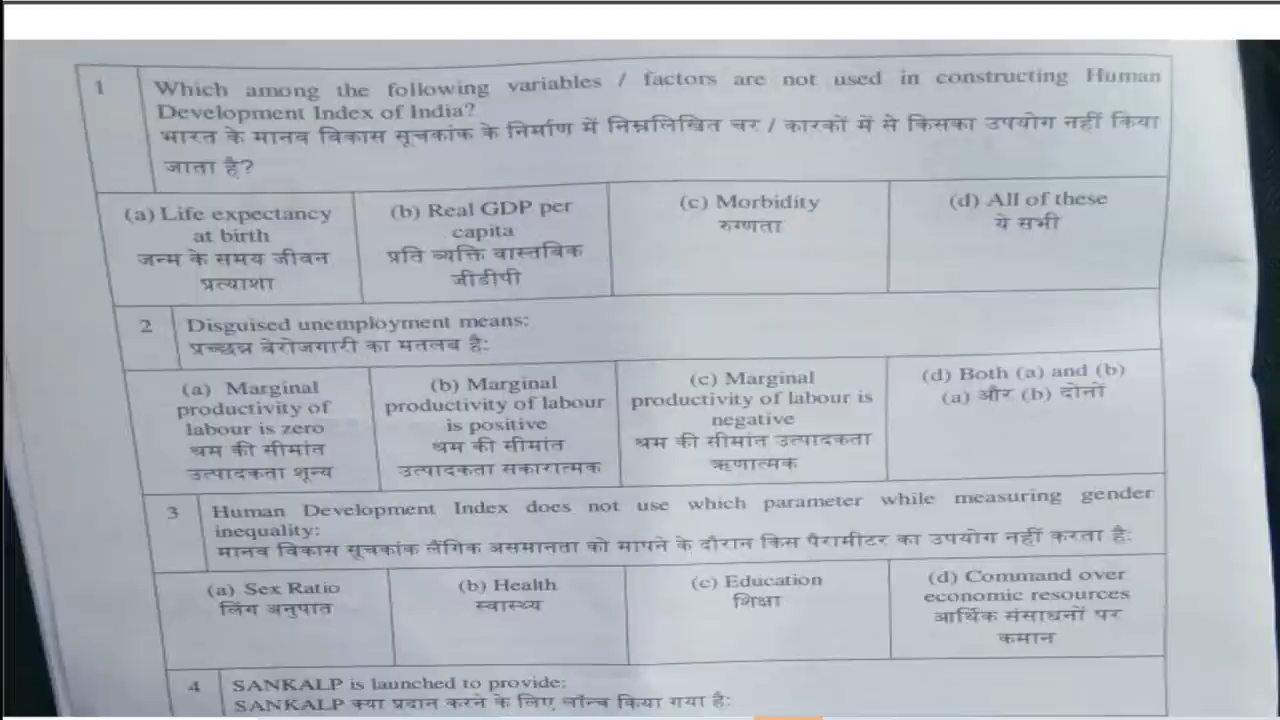 1
Which among the following variables / factors are not used in constructing Human
Development Index of India?
भारत के मानव विकास सूचकांक के निर्माण में निम्नलिखित चर / कारकों में से किसका उपयोग नहीं किया
जाता है?
(a) Life expectancy
at birth
जन्म के समय जीवन
प्रत्याशा
(b) Real GDP per
capita
प्रति व्यक्ति वास्तविक
जीडीपी
(c) Morbidity
रुग्णता
(d) All of these
ये सभी
2
Disguised unemployment means:
प्रच्छन्न बेरोजगारी का मतलब है:
(a) Marginal
productivity of
labour is zero
श्रम की सीमांत
उत्पादकता शून्य
(b) Marginal
productivity of labour
is positive
श्रम की सीमांत
उत्पादकता सकारात्मक
(c) Marginal
productivity of labour is
negative
श्रम की सीमांत उत्पादकता
ऋणात्मक
(d) Both (a) and (b)
(a) और (b) दोनों
3
Human Development Index does not use which parameter while measuring gender
inequality:
मानव विकास सूचकांक लैंगिक असमानता को मापने के दौरान किस पैरामीटर का उपयोग नहीं करता है:
(a) Sex Ratio
लिंग अनुपात
(b) Health
स्वास्थ्य
(c) Education
शिक्षा
(d) Command over
economic resources
आर्थिक संसाधनों पर
कमान
4
SANKALP is launched to provide:
SANKALP क्या प्रदान करने के लिए लॉन्च किया गया है: